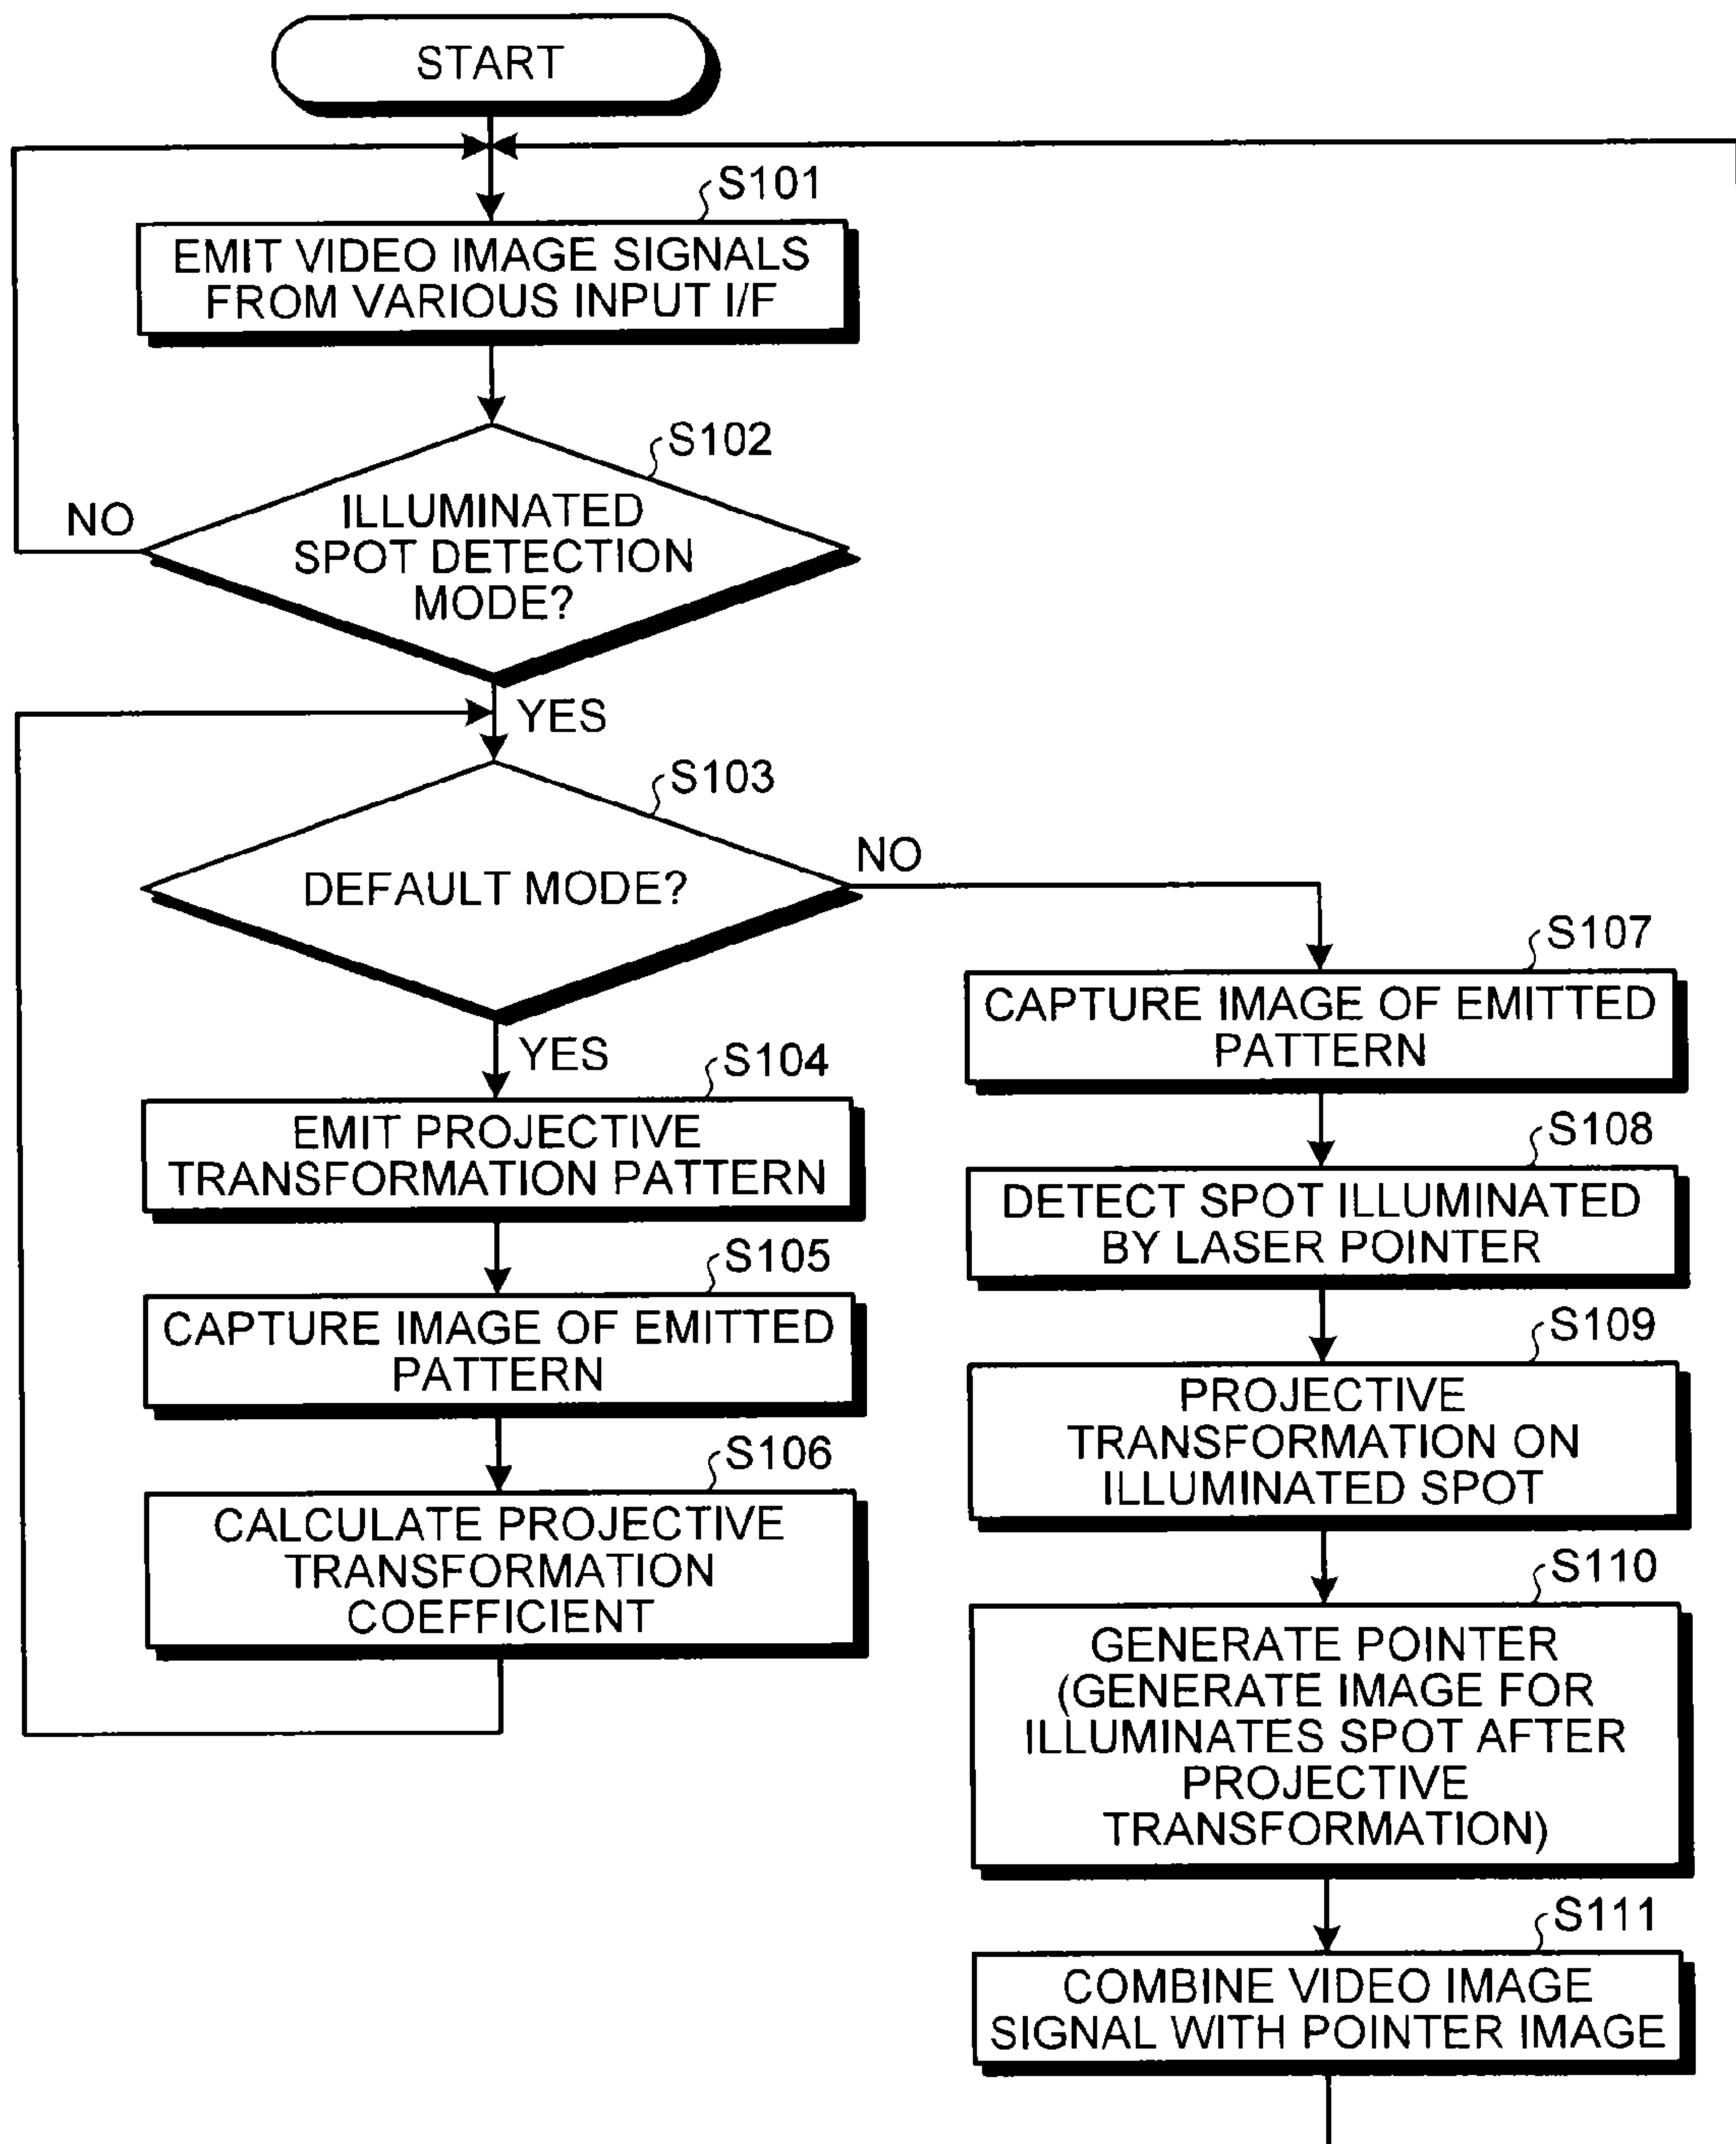 START
S101
EMIT VIDEO IMAGE SIGNALS
FROM VARIOUS INPUT I/F
S102
NO
ILLUMINATED
SPOT DETECTION
MODE?
YES
S103
DEFAULT MODE?
NO
YES
S104
EMIT PROJECTIVE
TRANSFORMATION PATTERN
S105
CAPTURE IMAGE OF EMITTED
PATTERN
S106
CALCULATE PROJECTIVE
TRANSFORMATION
COEFFICIENT
S107
CAPTURE IMAGE OF EMITTED
PATTERN
S108
DETECT SPOT ILLUMINATED
BY LASER POINTER
S109
PROJECTIVE
TRANSFORMATION ON
ILLUMINATED SPOT
S110
GENERATE POINTER
(GENERATE IMAGE FOR
ILLUMINATES SPOT AFTER
PROJECTIVE
TRANSFORMATION)
S111
COMBINE VIDEO IMAGE
SIGNAL WITH POINTER IMAGE